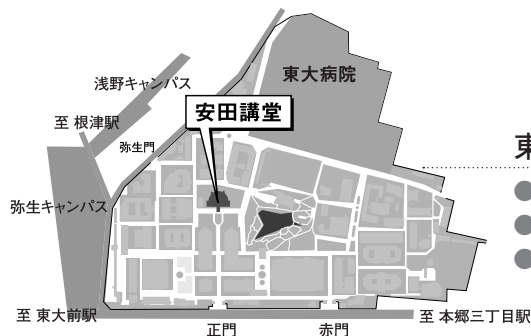 東大病院
浅野キャンパス
安田講堂
至 根津駅
弥生門
東
弥生キャンパス
至 東大前駅
至 本郷三丁目駅
正門
赤門